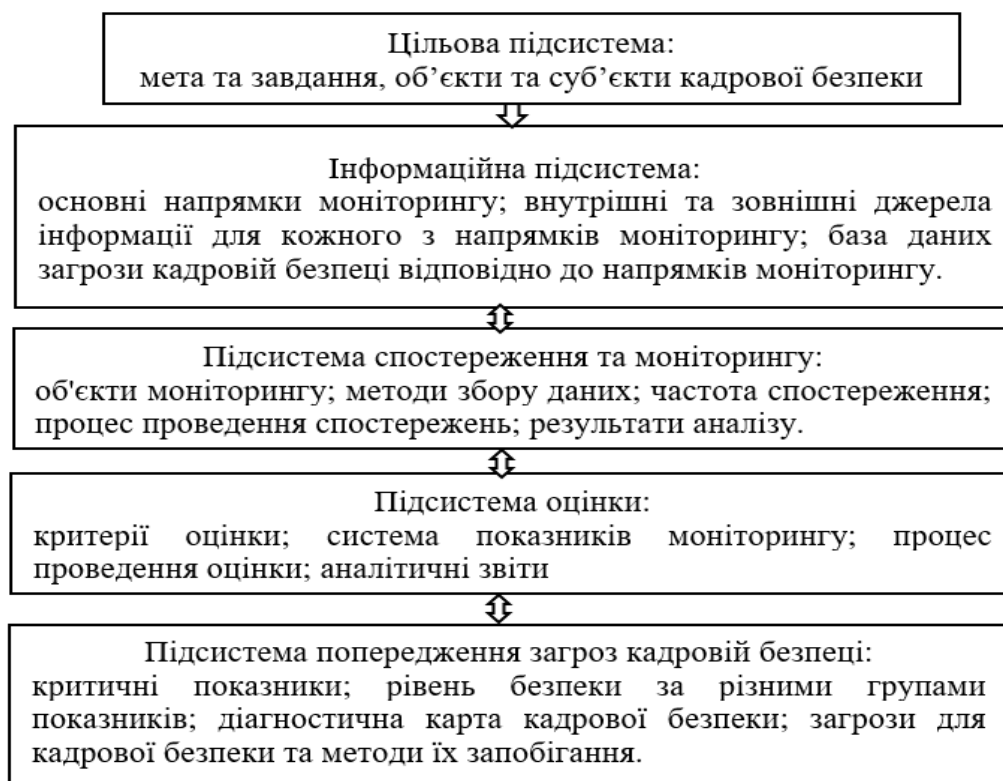 Цільова підсистема:
мета та завдання, об’єкти та суб’єкти кадрової безпеки
Інформаційна підсистема:
основні напрямки моніторингу; внутрішні та зовнішні джерела
інформації для кожного з напрямків моніторингу; база даних
загрози кадровій безпеці відповідно до напрямків моніторингу.
Підсистема спостереження та моніторингу:
об'єкти моніторингу; методи збору даних; частота спостереження;
процес проведення спостережень; результати аналізу.
Підсистема оцінки:
критерії оцінки; система показників моніторингу; процес
проведення оцінки; аналітичні звіти
Підсистема попередження загроз кадровій безпеці:
критичні показники; рівень безпеки за різними групами
показників; діагностична карта кадрової безпеки; загрози для
кадрової безпеки та методи їх запобігання.